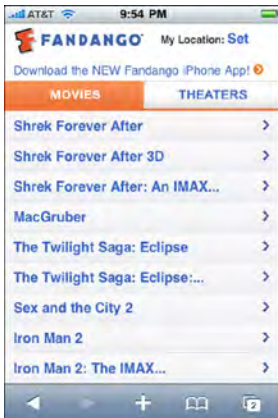 AT&T 9:54 PM
FANDANGO My Location: Set
Download the NEW Fandango iPhone App!
MOVIES THEATERS
Shrek Forever After
Shrek Forever After 3D
Shrek Forever After: An IMAX...
MacGruber
The Twilight Saga: Eclipse
The Twilight Saga: Eclipse:...
Sex and the City 2
Iron Man 2
Iron Man 2: The IMAX...
2